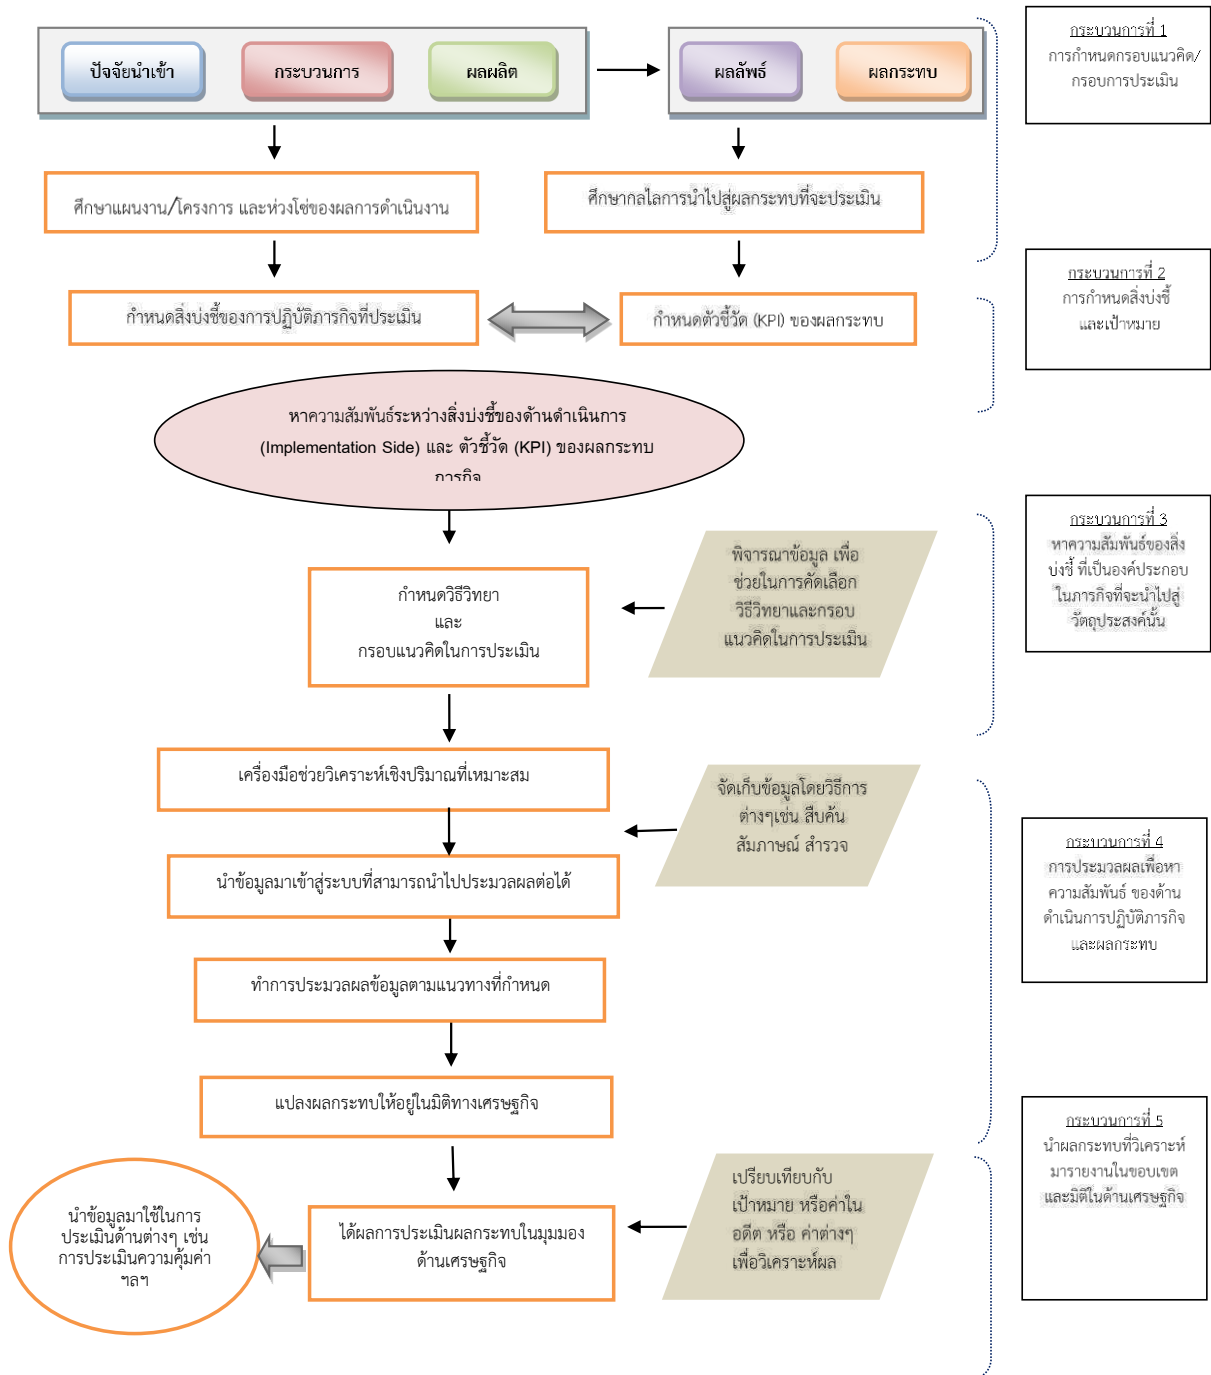 ปัจจัยนำเข้า
กระบวนการ
ผลผลิต
ผลลัพธ์
ผลกระทบ
กระบวนการที่ 1
การกำหนดกรอบแนวคิด/
กรอบการประเมิน
ศึกษาแผนงาน/โครงการ และห่วงโซ่ของผลการดำเนินงาน
ศึกษากลไลการนำไปสู่ผลกระทบที่จะประเมิน
กำหนดสิ่งบ่งชี้ของการปฏิบัติภารกิจที่ประเมิน
กำหนดตัวชี้วัด (KPI) ของผลกระทบ
กระบวนการที่ 2
การกำหนดสิ่งบ่งชี้
และเป้าหมาย
หาความสัมพันธ์ระหว่างสิ่งบ่งชี้ของด้านดำเนินการ
(Implementation Side) และ ตัวชี้วัด (KPI) ของผลกระทบ
ภารกิจ
กำหนดวิธีวิทยา
และ
กรอบแนวคิดในการประเมิน
พิจารณาข้อมูล เพื่อ
ช่วยในการคัดเลือก
วิธีวิทยาและกรอบ
แนวคิดในการประเมิน
กระบวนการที่ 3
หาความสัมพันธ์ของสิ่ง
บ่งชี้ ที่เป็นองค์ประกอบ
ในภารกิจที่จะนำไปสู่
วัตถุประสงค์นั้น
เครื่องมือช่วยวิเคราะห์เชิงปริมาณที่เหมาะสม
จัดเก็บข้อมูลโดยวิธีการ
ต่างๆเช่น สืบค้น
สัมภาษณ์ สำรวจ
นำข้อมูลมาเข้าสู่ระบบที่สามารถนำไปประมวลผลต่อได้
กระบวนการที่ 4
การประมวลผลเพื่อหา
ความสัมพันธ์ ของด้าน
ดำเนินการปฏิบัติภารกิจ
และผลกระทบ
ทำการประมวลผลข้อมูลตามแนวทางที่กำหนด
แปลงผลกระทบให้อยู่ในมิติทางเศรษฐกิจ
กระบวนการที่ 5
นำผลกระทบที่วิเคราะห์
มารายงานในขอบเขต
และมิติในด้านเศรษฐกิจ
นำข้อมูลมาใช้ในการ
ประเมินด้านต่างๆ เช่น
การประเมินความคุ้มค่า
ฯลฯ
ได้ผลการประเมินผลกระทบในมุมมอง
ด้านเศรษฐกิจ
เปรียบเทียบกับ
เป้าหมาย หรือค่าใน
อดีต หรือ ค่าต่างๆ
เพื่อวิเคราะห์ผล